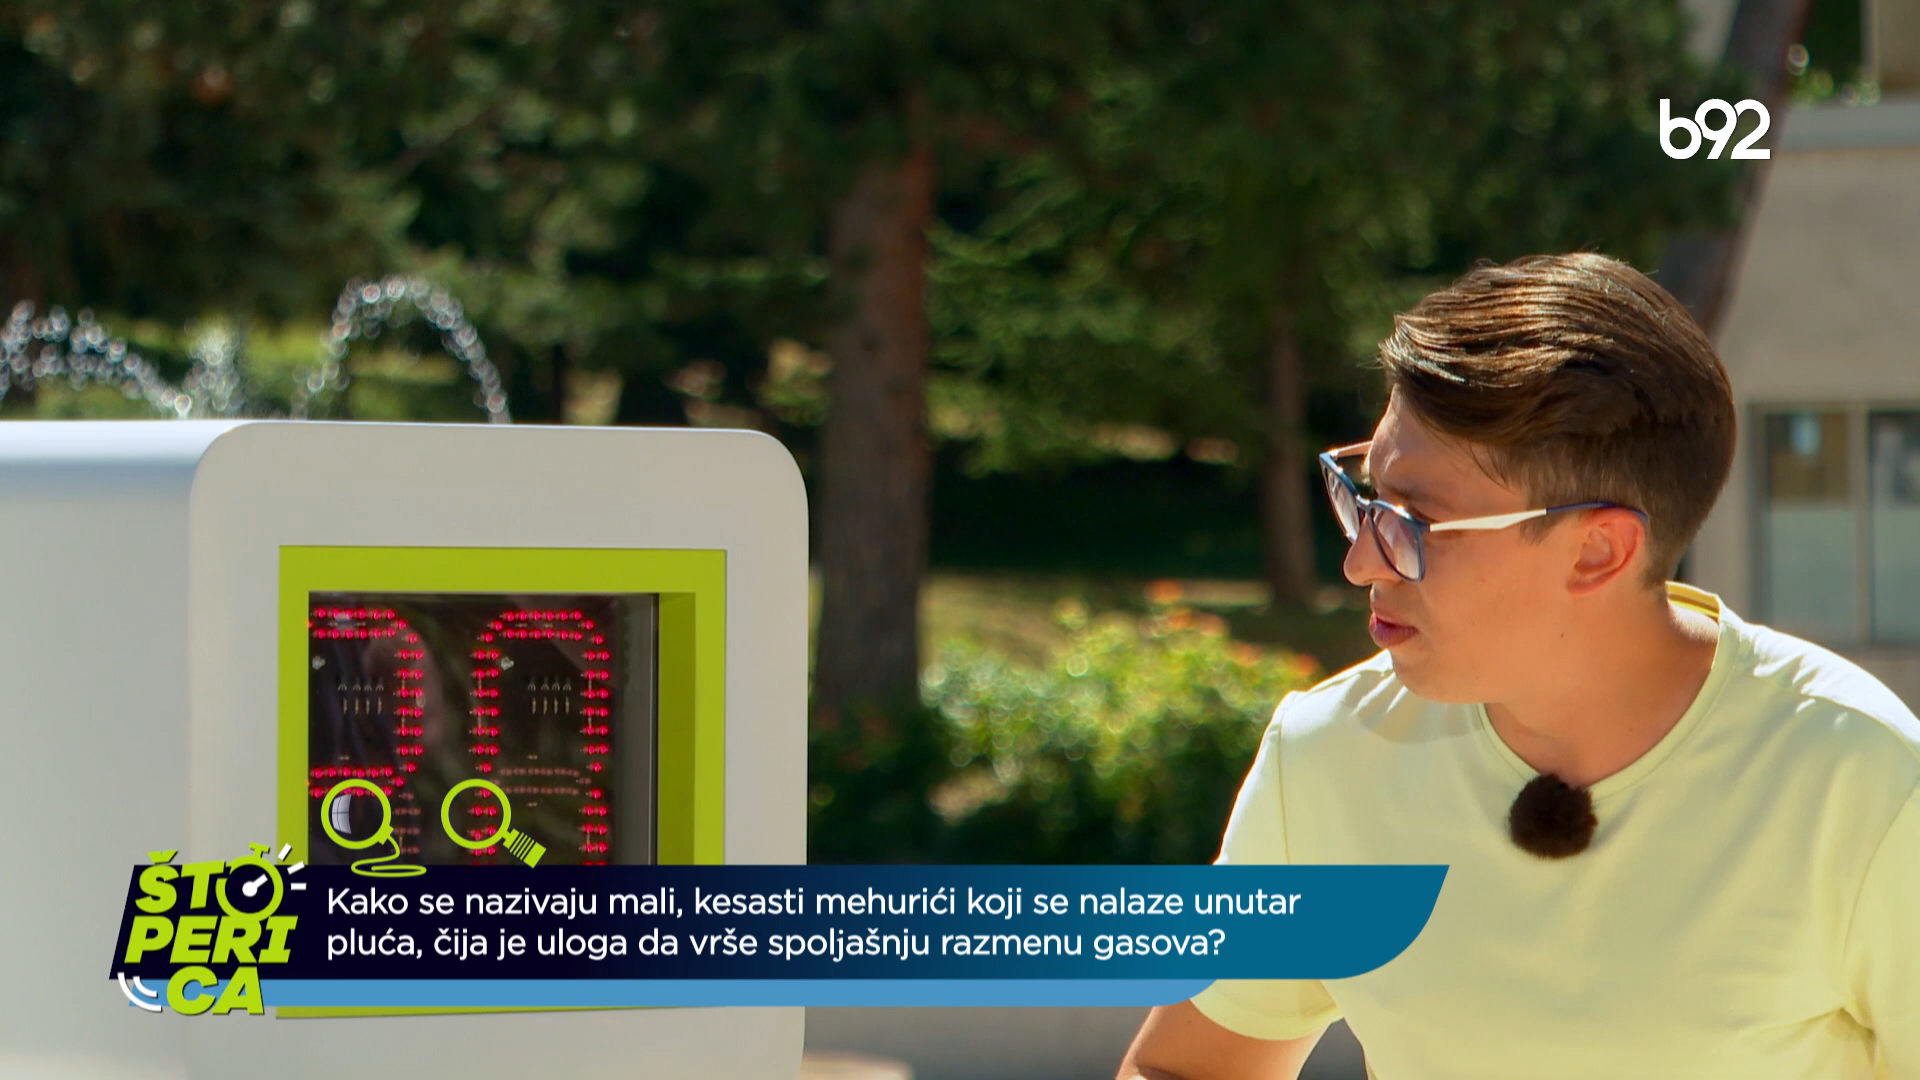 b92
ŠTO
PERI
CA
Kako se nazivaju mali, kesasti mehurići koji se nalaze unutar
pluća, čija je uloga da vrše spoljašnju razmenu gasova?